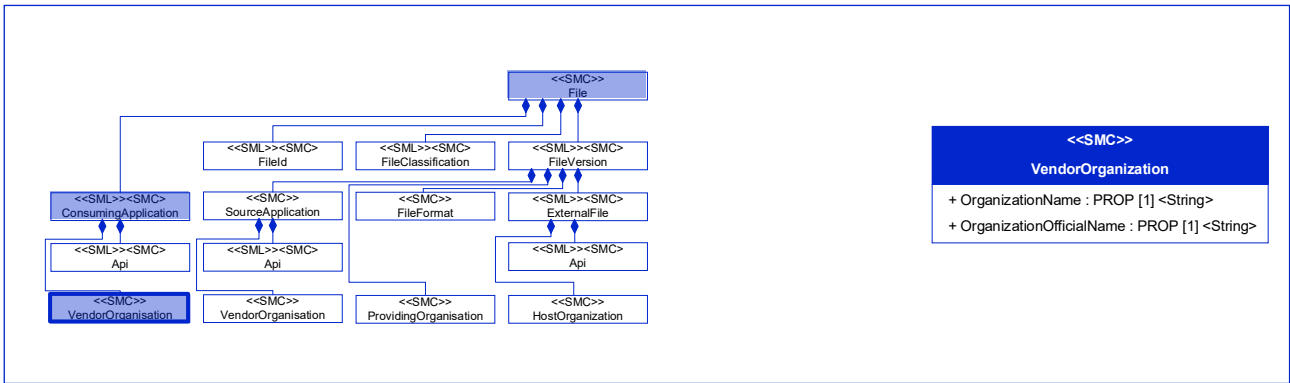 <<SMC>>
File
<<SML>><<SMC>
FileId
<<SML>><<SMC>
FileClassification
<<SML>><<SMC>
FileVersion
<<SML>><<SMC>
ConsumingApplication
<<SMC>>
SourceApplication
<<SMC>>
FileFormat
<<SML>><<SMC>
ExternalFile
<<SML>><<SMC>
Api
<<SML>><<SMC>
Api
<<SML>><<SMC>
Api
<<SMC>>
VendorOrganisation
<<SMC>>
VendorOrganisation
<<SMC>>
ProvidingOrganisation
<<SMC>>
HostOrganization
<<SMC>>
VendorOrganization
+ OrganizationName : PROP [1] <String>
+ OrganizationOfficialName : PROP [1] <String>